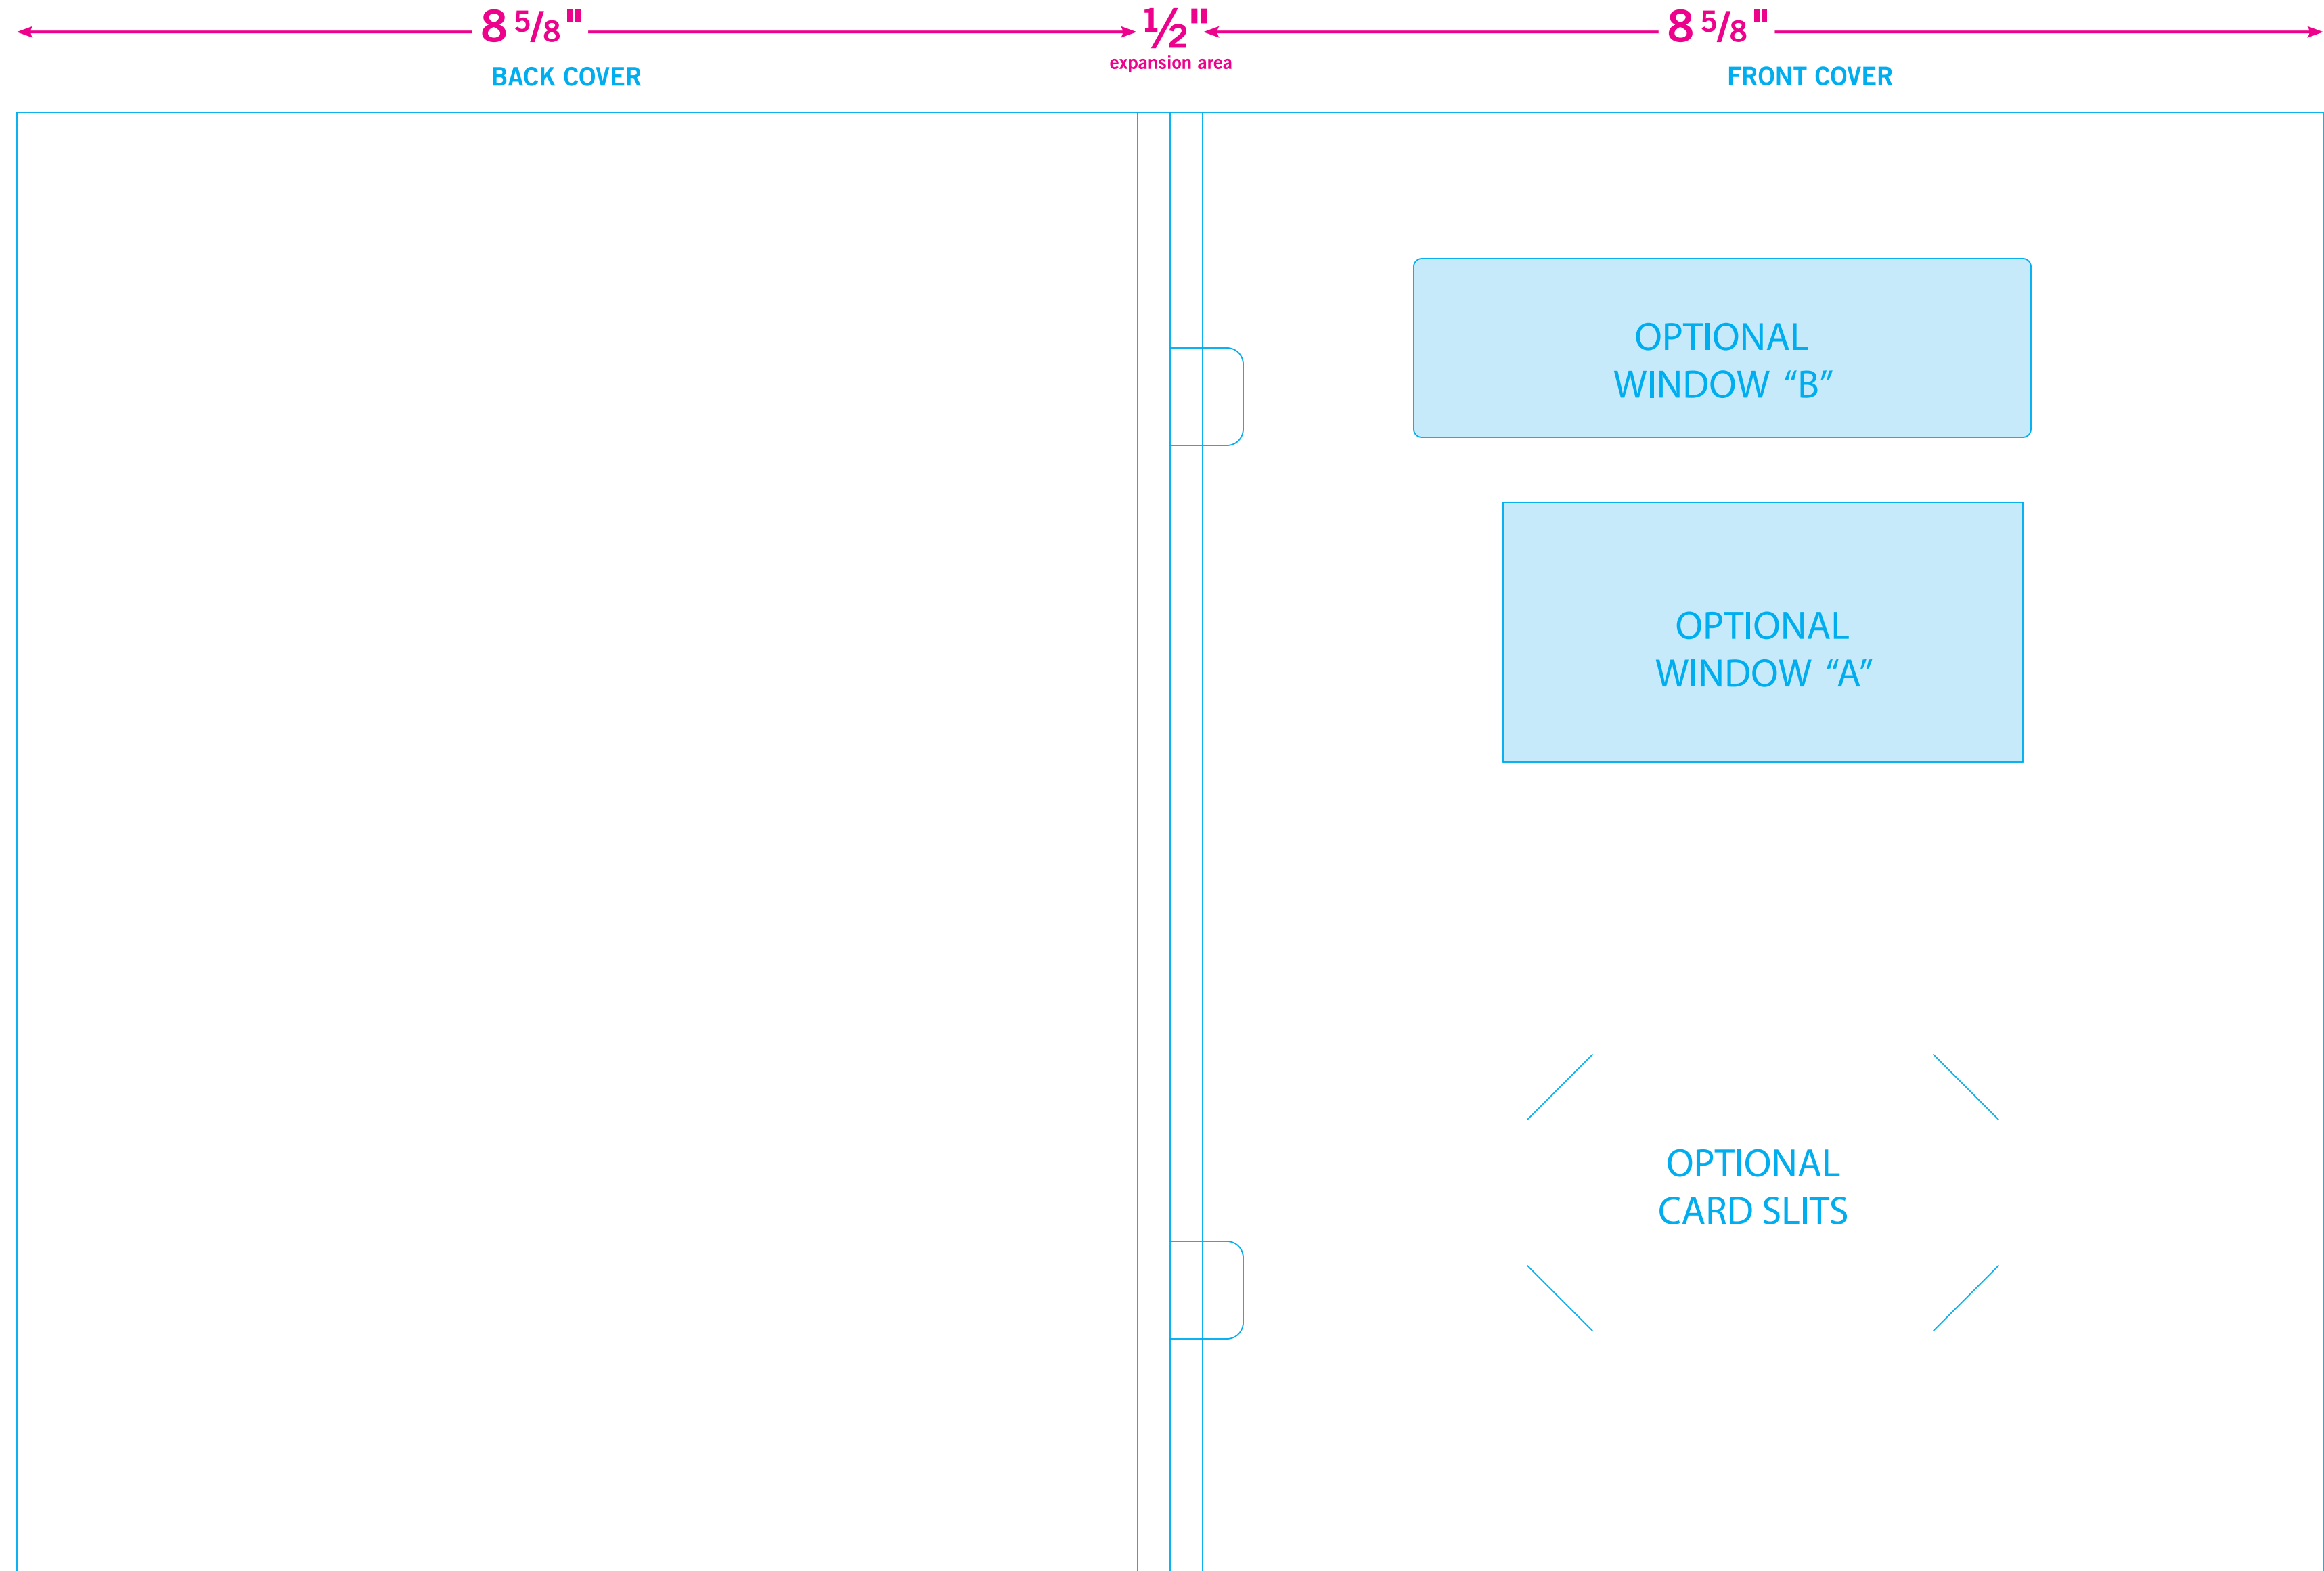 8 5/8" ½" 8 5/8"
expansion area
BACK COVER FRONT COVER
OPTIONAL
WINDOW “B”
OPTIONAL
WINDOW “A”
OPTIONAL
CARD SLITS